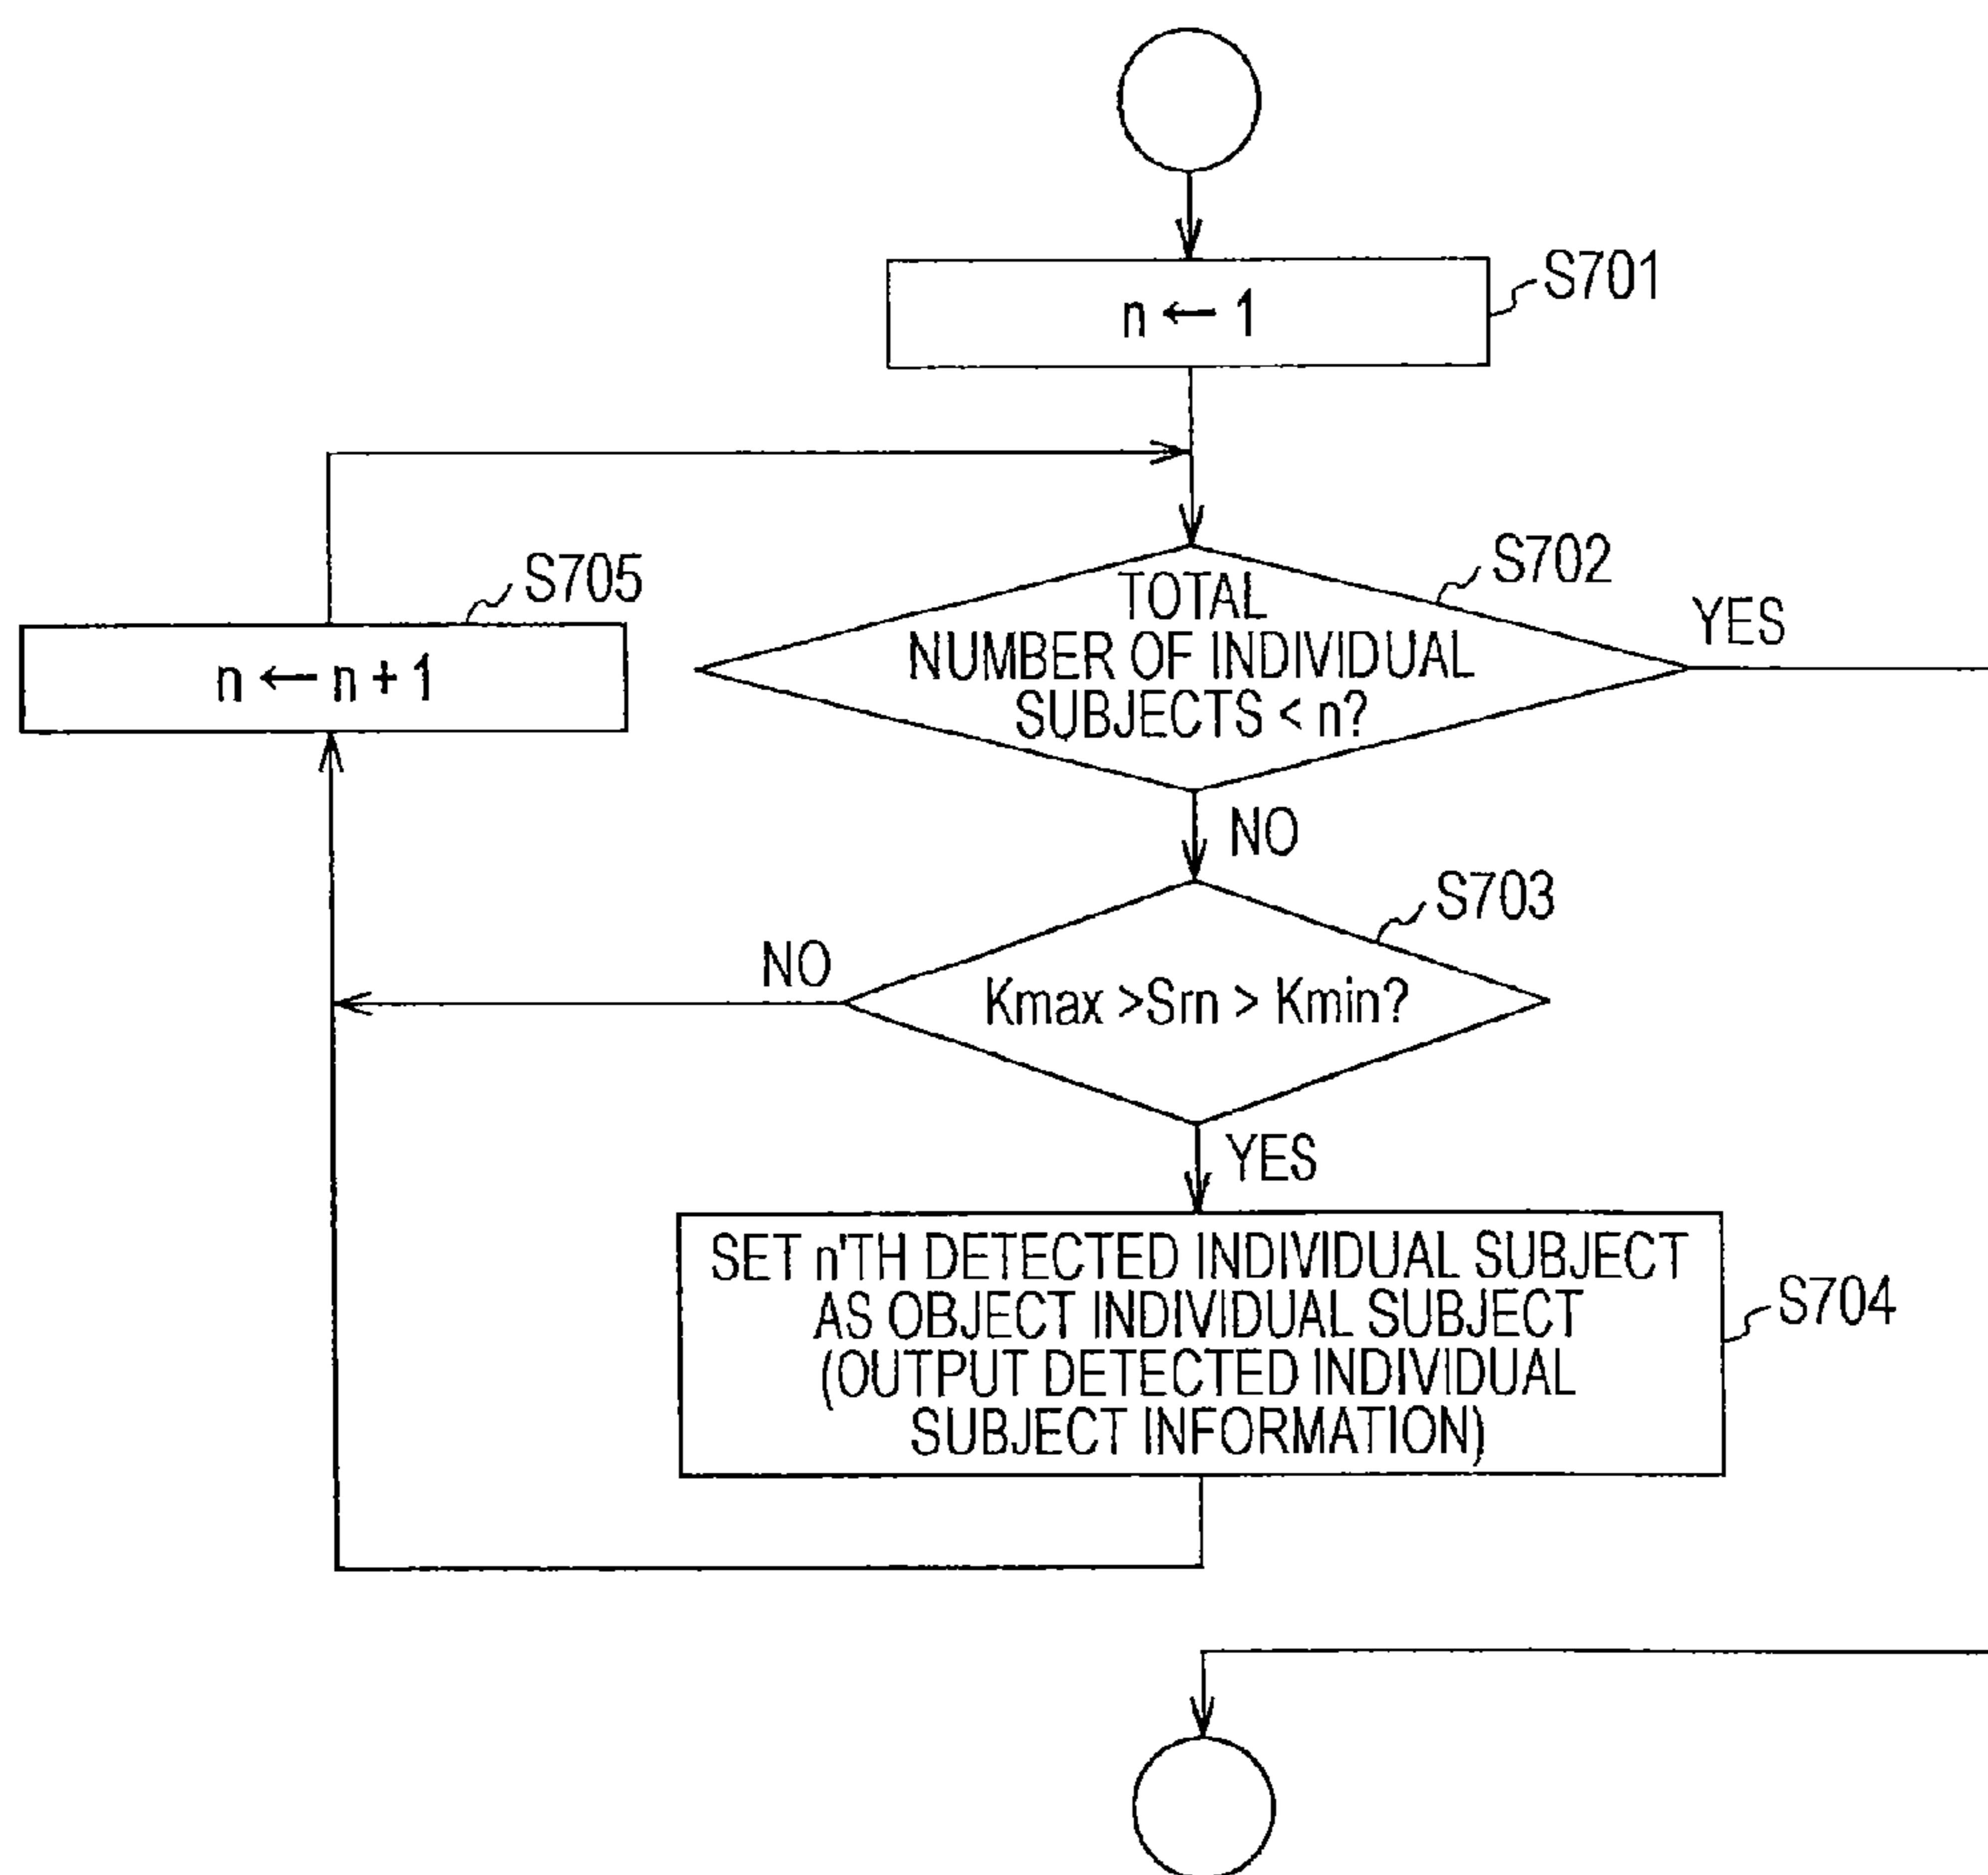 S701
n ← 1
S702
TOTAL
NUMBER OF INDIVIDUAL
SUBJECTS < n?
YES
S705
n ← n + 1
NO
S703
Kmax >Srn > Kmin?
NO
YES
S704
SET n'TH DETECTED INDIVIDUAL SUBJECT
AS OBJECT INDIVIDUAL SUBJECT
(OUTPUT DETECTED INDIVIDUAL
SUBJECT INFORMATION)